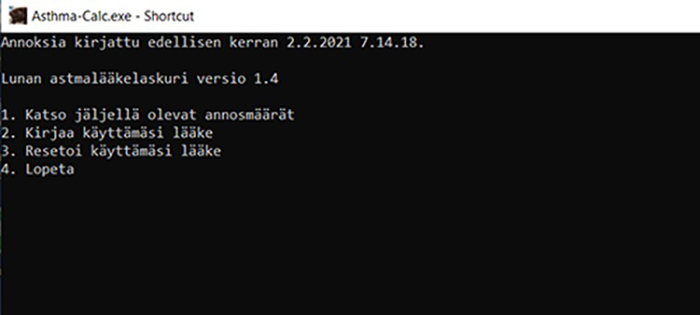 Asthma-Calc.exe - Shortcut
Annoksia kirjattu edellisen kerran 2.2.2021 7.14.18.
Lunan astmalääkelaskuri versio 1.4
1. Katso jäljellä olevat annosmäärät
2. Kirjaa käyttämäsi lääke
3. Resetoi käyttämäsi lääke
4. Lopeta